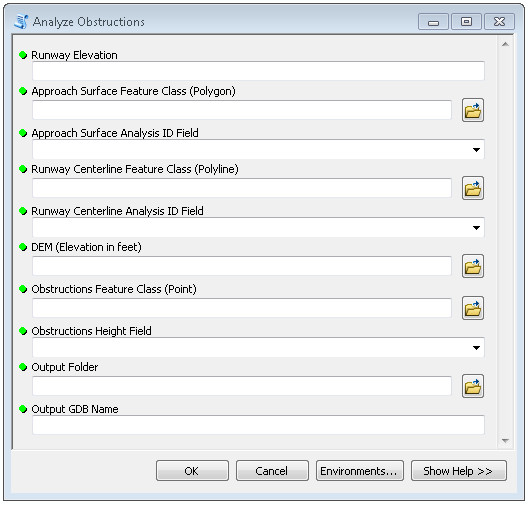 Analyze Obstructions
Runway Elevation
Approach Surface Feature Class (Polygon)
Approach Surface Analysis ID Field
Runway Centerline Feature Class (Polyline)
Runway Centerline Analysis ID Field
DEM (Elevation in feet)
Obstructions Feature Class (Point)
Obstructions Height Field
Output Folder
Output GDB Name
OK Cancel Environments... Show Help >>